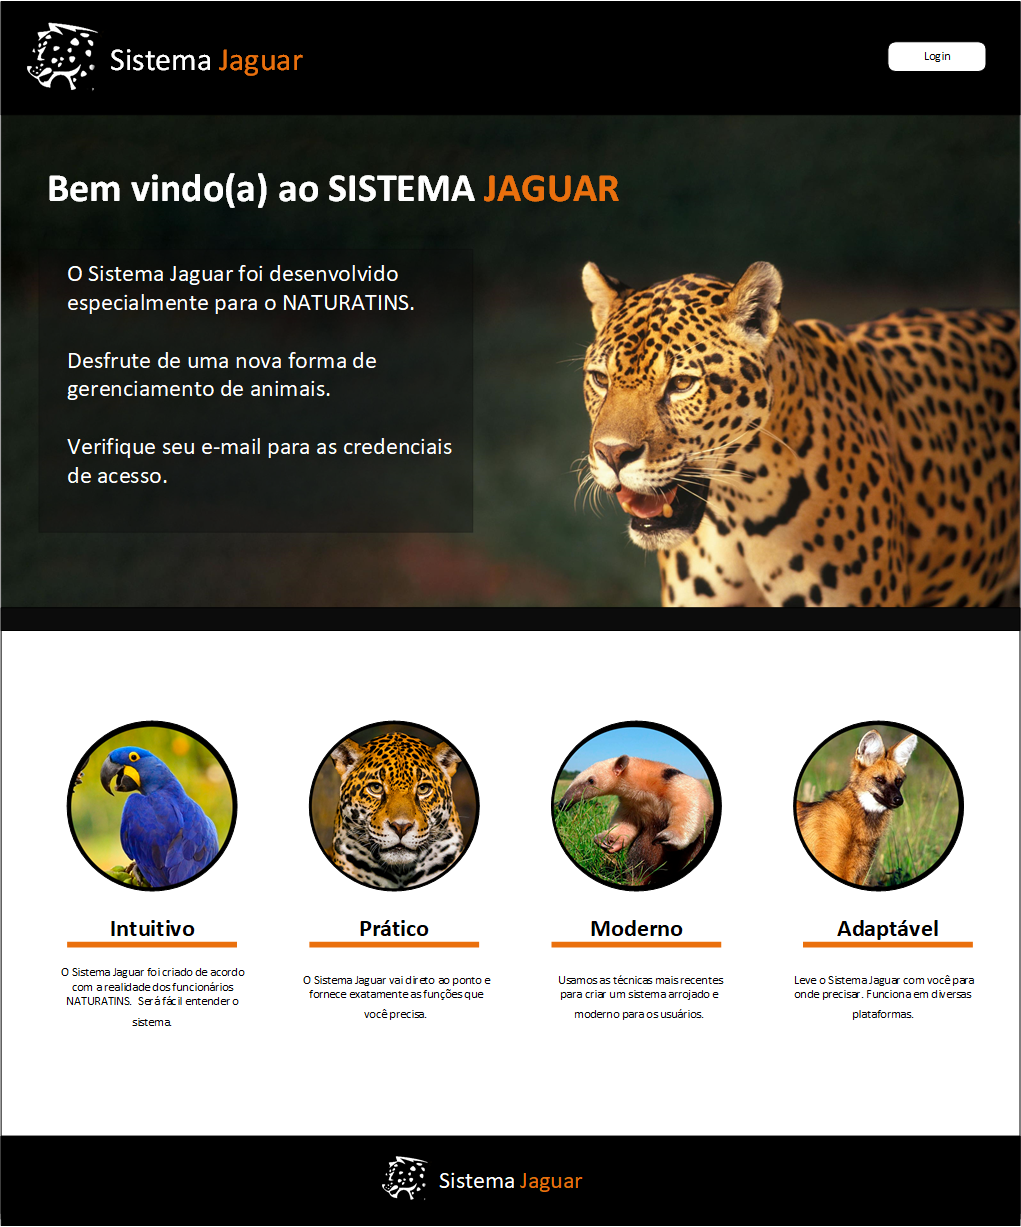 Sistema Jaguar
Login
Bem vindo(a) ao SISTEMA JAGUAR
O Sistema Jaguar foi desenvolvido
especialmente para o NATURATINS.
Desfrute de uma nova forma de
gerenciamento de animais.
Verifique seu e-mail para as credenciais
de acesso.
Intuitivo
O Sistema Jaguar foi criado de acordo
com a realidade dos funcionários
NATURATINS. Será fácil entender o
sistema.
Prático
O Sistema Jaguar vai direto ao ponto e
fornece exatamente as funções que
você precisa.
Moderno
Usamos as técnicas mais recentes
para criar um sistema arrojado e
moderno para os usuários.
Adaptável
Leve o Sistema Jaguar com você para
onde precisar. Funciona em diversas
plataformas.
Sistema Jaguar